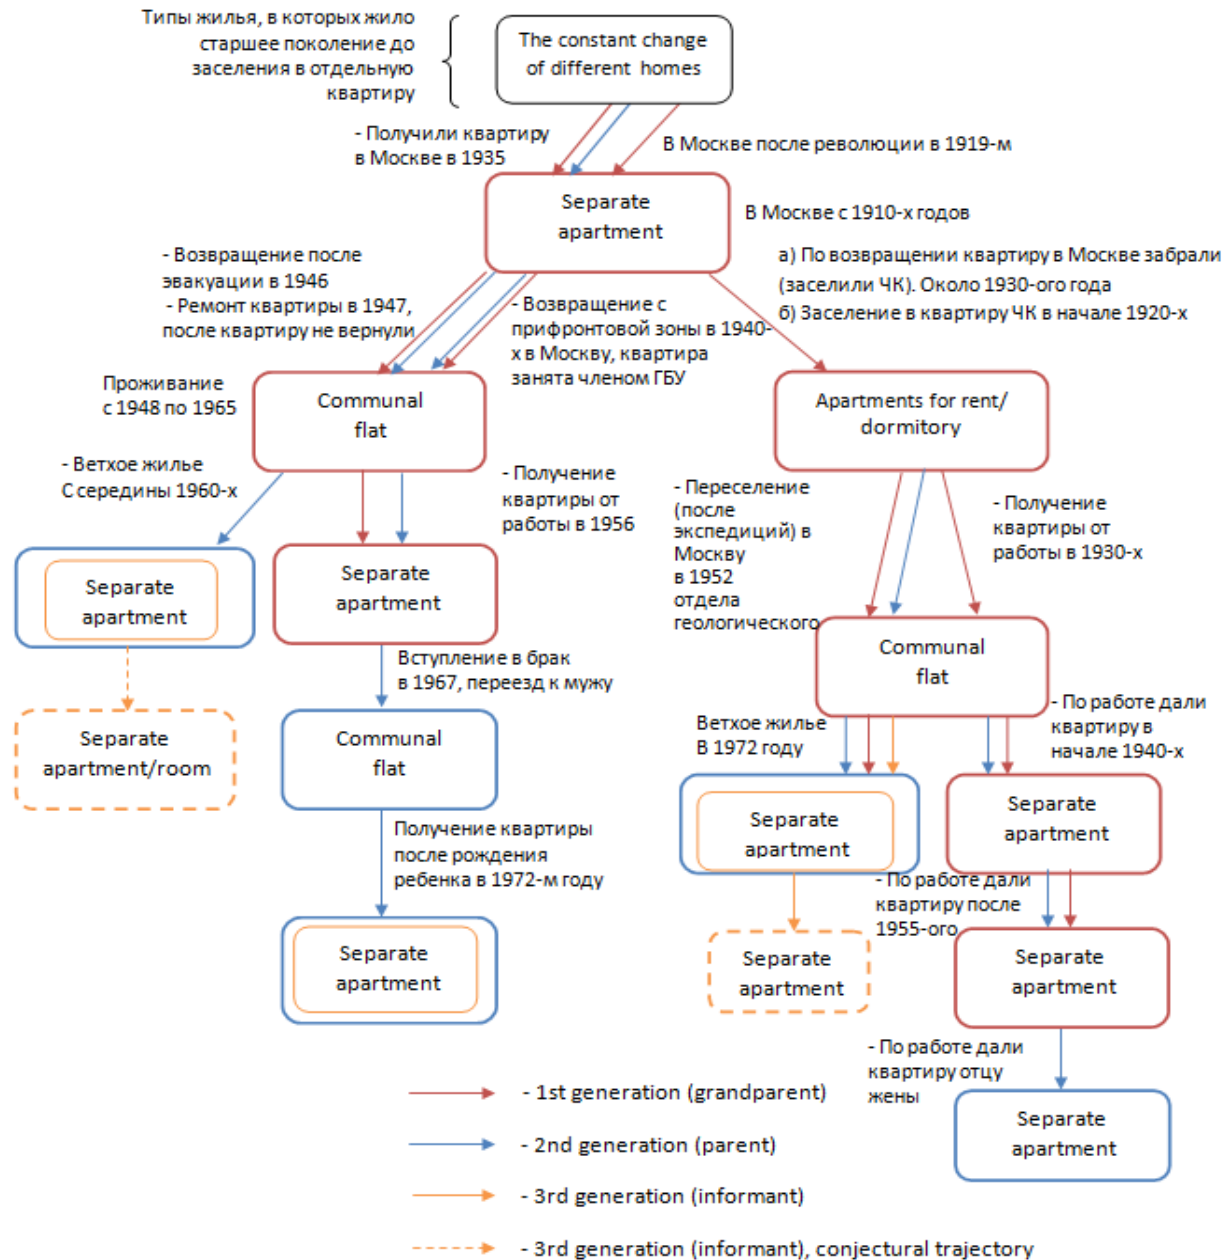 Типы жилья, в которых жило
старшее поколение до
заселения в отдельную
квартиру
The constant change
of different homes
- Получили квартиру
в Москве в 1935
В Москве после революции в 1919-м
Separate
apartment
В Москве с 1910-х годов
- Возвращение после
эвакуации в 1946
- Ремонт квартиры в 1947,
после квартиру не вернули
- Возвращение с
прифронтовой зоны в 1940-
х в Москву, квартира
занята членом ГБУ
а) По возвращении квартиру в Москве забрали
(заселили ЧК). Около 1930-ого года
б) Заселение в квартиру ЧК в начале 1920-х
Проживание
с 1948 по 1965
Communal
flat
Apartments for rent/
dormitory
- Ветхое жилье
С середины 1960-х
- Получение
квартиры от
работы в 1956
- Переселение
(после
экспедиций) в
Москву
в 1952
отдела
геологического
- Получение
квартиры от
работы в 1930-х
Separate
apartment
Separate
apartment
Communal
flat
Вступление в брак
в 1967, переезд к мужу
Separate
apartment/room
Communal
flat
Ветхое жилье
В 1972 году
- По работе дали
квартиру в
начале 1940-х
Separate
apartment
Separate
apartment
Получение квартиры
после рождения
ребенка в 1972-м году
- По работе дали
квартиру после
1955-ого
Separate
apartment
Separate
apartment
Separate
apartment
- По работе дали
квартиру отцу
жены
Separate
apartment
- 1st generation (grandparent)
- 2nd generation (parent)
- 3rd generation (informant)
- 3rd generation (informant), conjectural trajectory